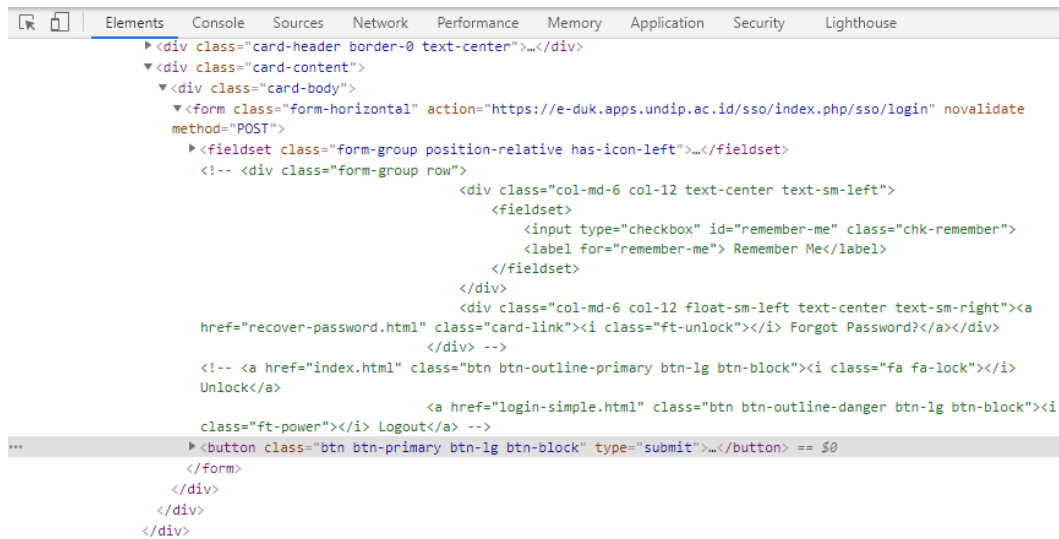 Elements Console Sources Network Performance Memory Application Security Lighthouse
▶<div class="card-header border-0 text-center">…</div>
▼<div class="card-content">
▼<div class="card-body">
▼<form class="form-horizontal" action="https://e-duk.apps.undip.ac.id/sso/index.php/sso/login" novalidate
method="POST">
▶<fieldset class="form-group position-relative has-icon-left">…</fieldset>
<!-- <div class="form-group row">
<div class="col-md-6 col-12 text-center text-sm-left">
<fieldset>
<input type="checkbox" id="remember-me" class="chk-remember">
<label for="remember-me"> Remember Me</label>
</fieldset>
</div>
<div class="col-md-6 col-12 float-sm-left text-center text-sm-right"><a
href="recover-password.html" class="card-link"><i class="ft-unlock"></i> Forgot Password?</a></div>
</div> -->
<!-- <a href="index.html" class="btn btn-outline-primary btn-lg btn-block"><i class="fa fa-lock"></i>
Unlock</a>
<a href="login-simple.html" class="btn btn-outline-danger btn-lg btn-block"><i
class="ft-power"></i> Logout</a> -->
… ▶<button class="btn btn-primary btn-lg btn-block" type="submit">…</button> == $0
</form>
</div>
</div>
</div>